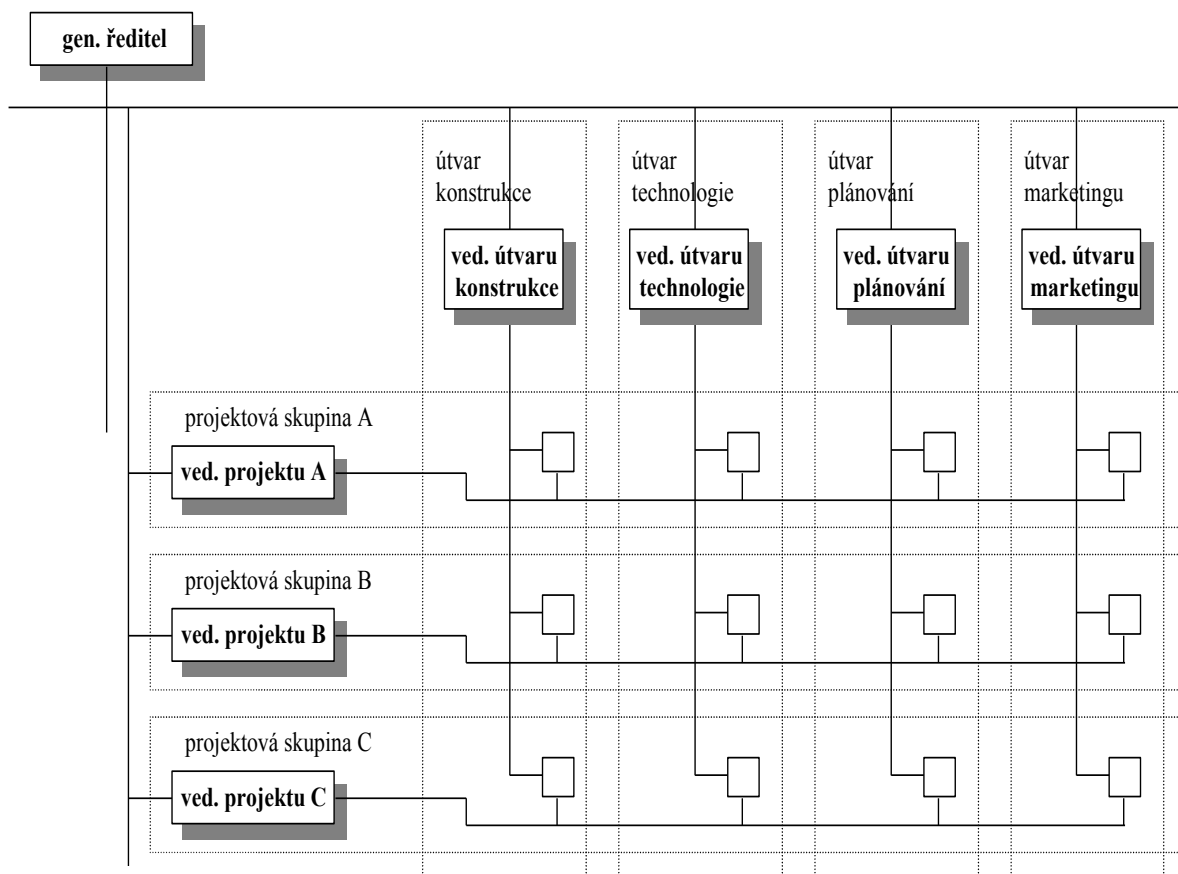 gen. ředitel
útvar
konstrukce
útvar
technologie
útvar
plánování
útvar
marketingu
ved. útvaru
konstrukce
ved. útvaru
technologie
ved. útvaru
plánování
ved. útvaru
marketingu
projektová skupina A
ved. projektu A
projektová skupina B
ved. projektu B
projektová skupina C
ved. projektu C